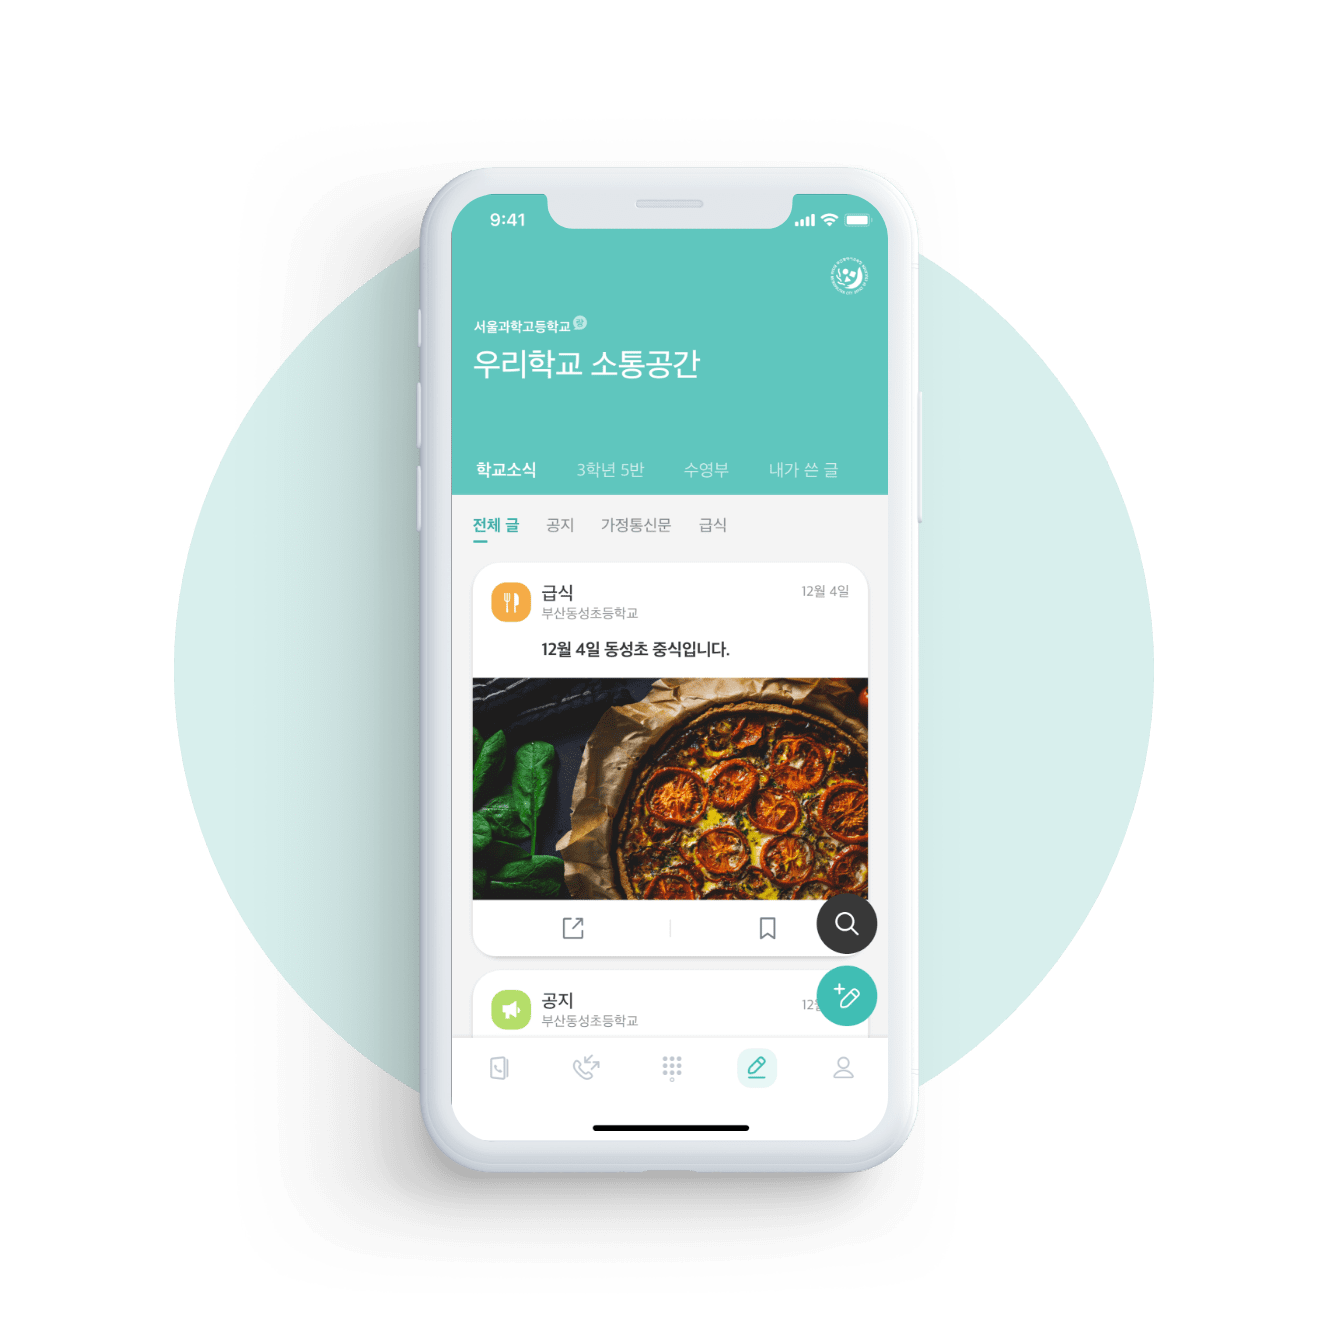 9:41
서울과학고등학교
우리학교 소통공간
학교소식 3학년 5반 수영부 내가 쓴 글
전체 글 공지 가정통신문 급식
급식 12월 4일
부산동성초등학교
12월 4일 동성초 중식입니다.
공지
부산동성초등학교